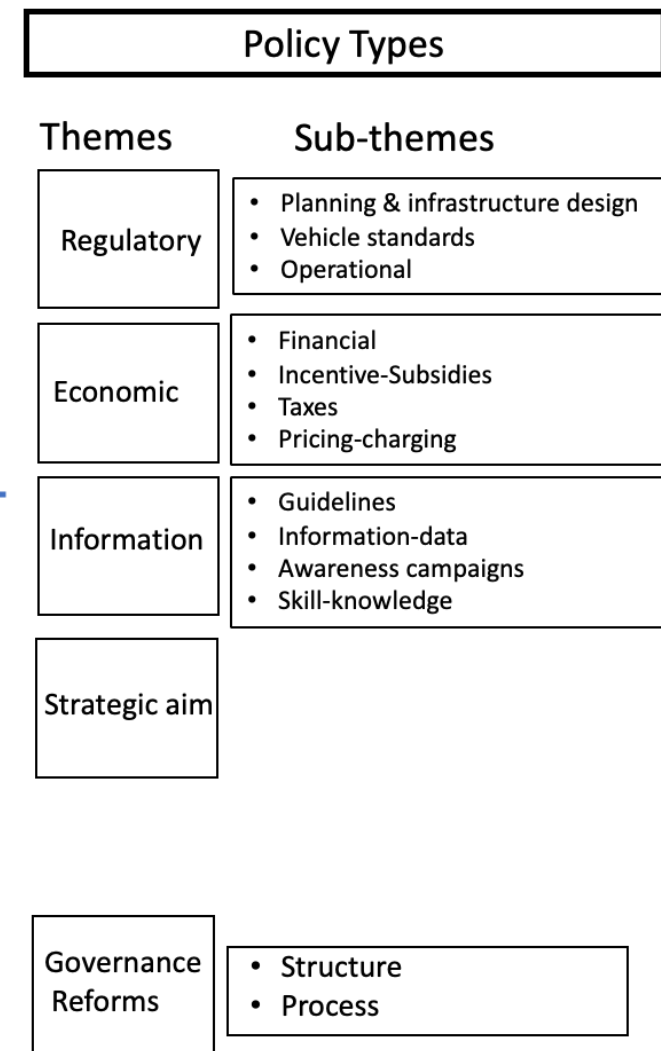 Policy Types
Themes
Sub-themes
Regulatory
• Planning & infrastructure design
• Vehicle standards
• Operational
Economic
• Financial
• Incentive-Subsidies
• Taxes
• Pricing-charging
Information
• Guidelines
• Information-data
• Awareness campaigns
• Skill-knowledge
Strategic aim
Governance
Reforms
• Structure
• Process